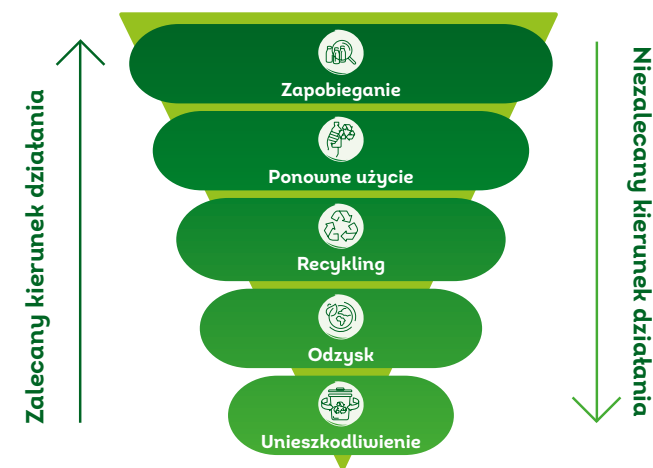 Zalecany kierunek działania
Zapobieganie
Ponowne użycie
Recykling
Odzysk
Unieszkodliwienie
Niezalecany kierunek działania